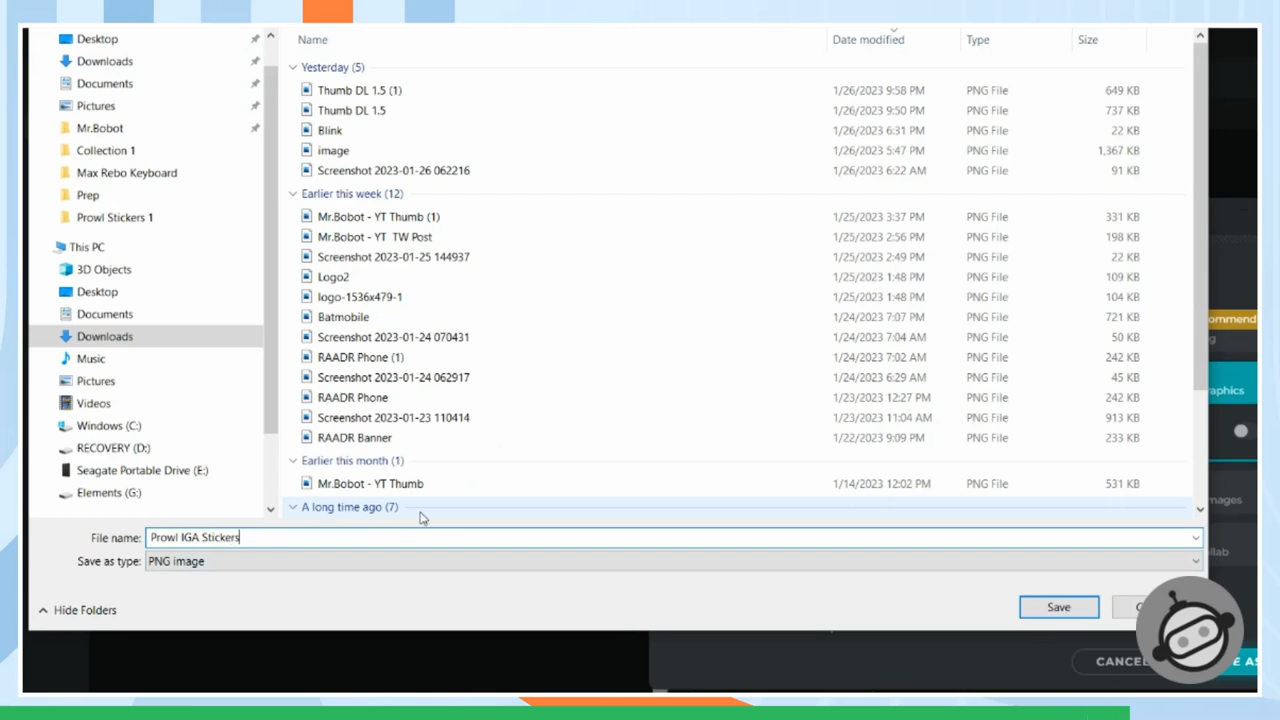 Desktop
Downloads
Documents
Pictures
Mr.Bobot
Collection 1
Max Rebo Keyboard
Prep
Prowl Stickers 1
This PC
3D Objects
Desktop
Documents
Downloads
Music
Pictures
Videos
Windows (C:)
RECOVERY (D:)
Seagate Portable Drive (E:)
Elements (G:)
Name Date modified Type Size
Yesterday (5)
Thumb DL 1.5 (1) 1/26/2023 9:58 PM PNG File 649 KB
Thumb DL 1.5 1/26/2023 9:50 PM PNG File 737 KB
Blink 1/26/2023 6:31 PM PNG File 22 KB
image 1/26/2023 5:47 PM PNG File 1,367 KB
Screenshot 2023-01-26 062216 1/26/2023 6:22 AM PNG File 91 KB
Earlier this week (12)
Mr.Bobot - YT Thumb (1) 1/25/2023 3:37 PM PNG File 331 KB
Mr.Bobot - YT TW Post 1/25/2023 2:56 PM PNG File 198 KB
Screenshot 2023-01-25 144937 1/25/2023 2:49 PM PNG File 22 KB
Logo2 1/25/2023 1:48 PM PNG File 109 KB
logo-1536x479-1 1/25/2023 1:48 PM PNG File 104 KB
Batmobile 1/24/2023 7:07 PM PNG File 721 KB
Screenshot 2023-01-24 070431 1/24/2023 7:04 AM PNG File 50 KB
RAADR Phone (1) 1/24/2023 7:02 AM PNG File 242 KB
Screenshot 2023-01-24 062917 1/24/2023 6:29 AM PNG File 45 KB
RAADR Phone 1/23/2023 12:27 PM PNG File 242 KB
Screenshot 2023-01-23 110414 1/23/2023 11:04 AM PNG File 913 KB
RAADR Banner 1/22/2023 9:09 PM PNG File 233 KB
Earlier this month (1)
Mr.Bobot - YT Thumb 1/14/2023 12:02 PM PNG File 531 KB
A long time ago (7)
File name: Prowl IGA Stickers
Save as type: PNG image
Hide Folders
Save
ommend
g
aphics
mages
ollab
CANCEL
E AS